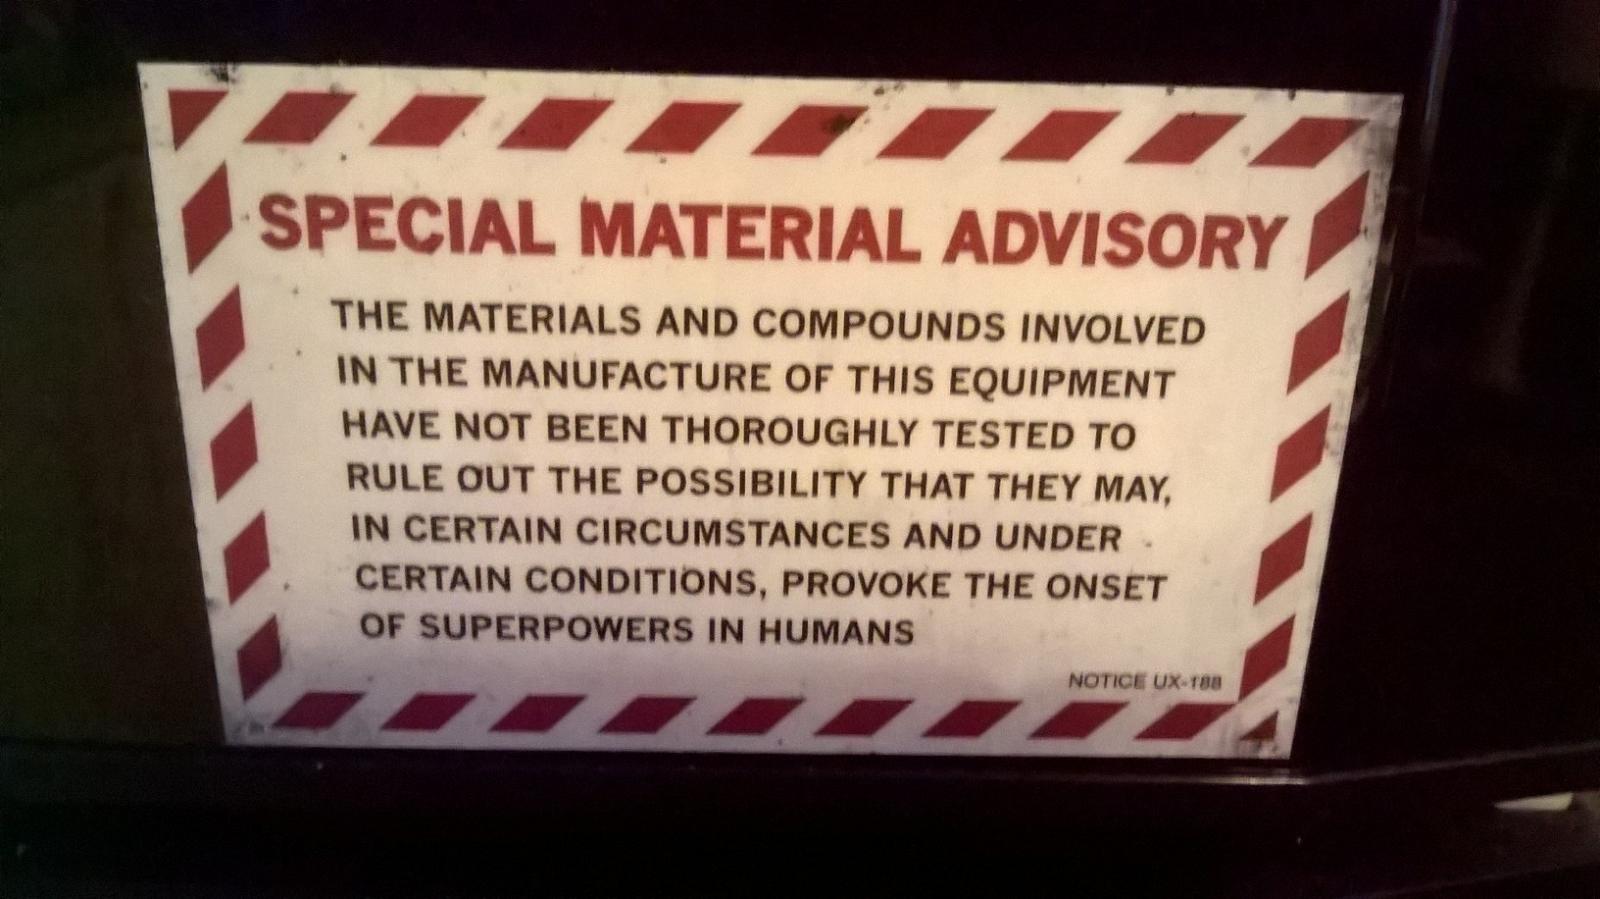 SPECIAL MATERIAL ADVISORY
THE MATERIALS AND COMPOUNDS INVOLVED
IN THE MANUFACTURE OF THIS EQUIPMENT
HAVE NOT BEEN THOROUGHLY TESTED TO
RULE OUT THE POSSIBILITY THAT THEY MAY,
IN CERTAIN CIRCUMSTANCES AND UNDER
CERTAIN CONDITIONS, PROVOKE THE ONSET
OF SUPERPOWERS IN HUMANS
NOTICE UX-188